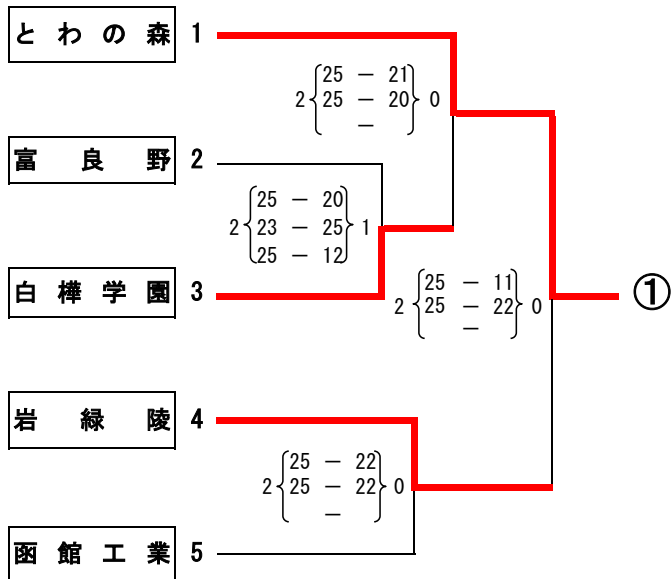 とわの森 1
2 25 － 21 0
25 － 20
－
富良野 2
2 25 － 20 1
23 － 25
25 － 12
白樺学園 3
2 25 － 11 0
25 － 22
－
①
岩緑陵 4
2 25 － 22 0
25 － 22
－
函館工業 5